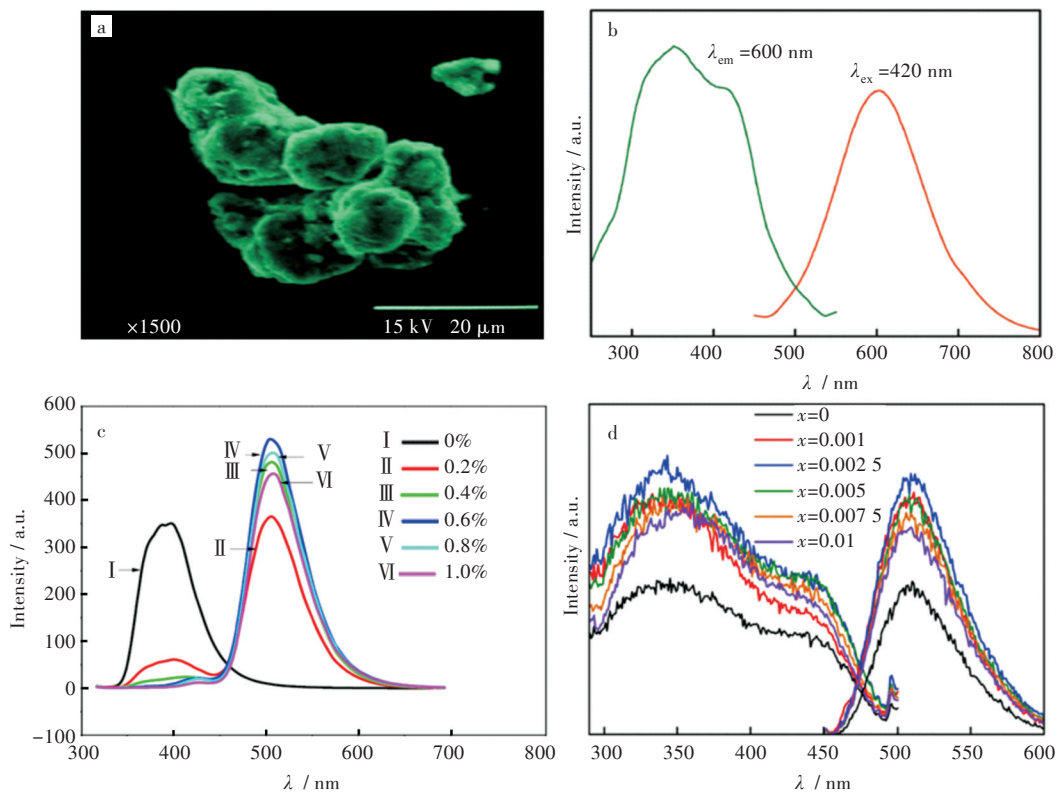 a
×1500
15 kV 20 μm
b
λem =600 nm
λex =420 nm
Intensity / a.u.
300 400 500 600 700 800
λ / nm
c
600
500
400
300
200
100
0
-100
Intensity / a.u.
300 400 500 600 700 800
λ / nm
Ⅰ
Ⅱ
Ⅲ
Ⅳ
Ⅴ
Ⅵ
Ⅰ 0%
Ⅱ 0.2%
Ⅲ 0.4%
Ⅳ 0.6%
Ⅴ 0.8%
Ⅵ 1.0%
d
x=0
x=0.001
x=0.002 5
x=0.005
x=0.007 5
x=0.01
Intensity / a.u.
300 350 400 450 500 550 600
λ / nm